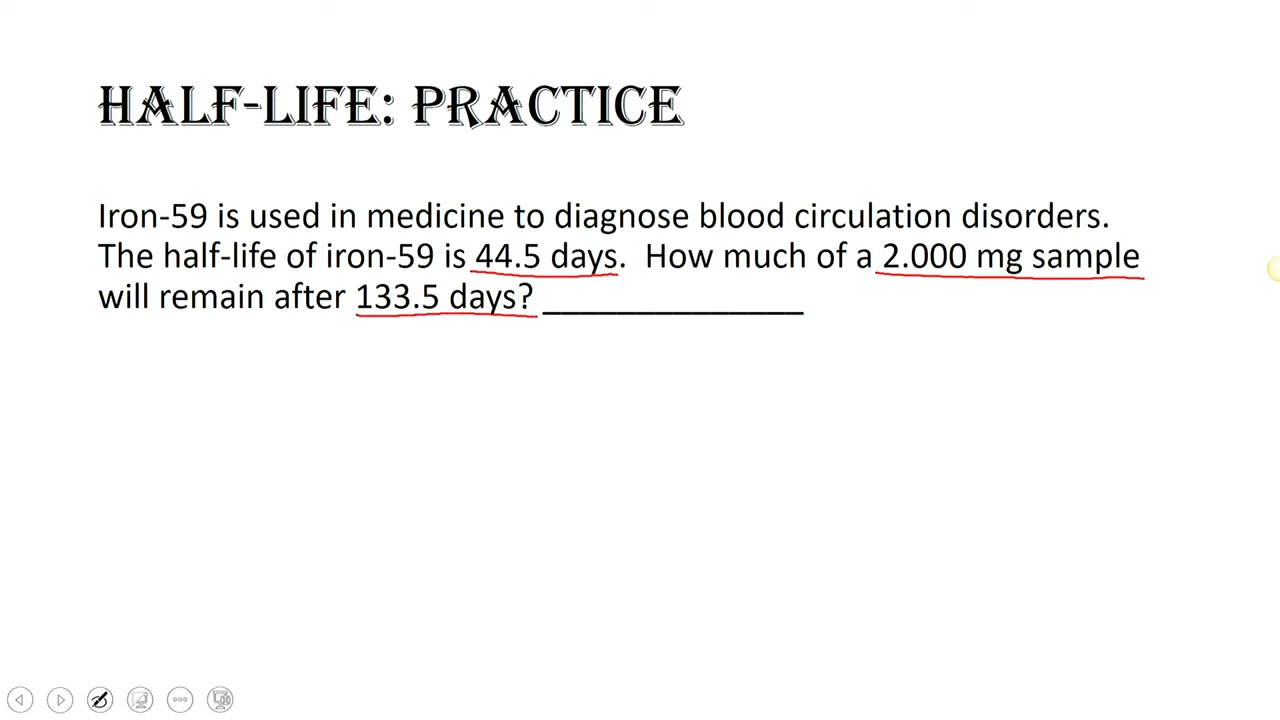 HALF-LIFE: PRACTICE
Iron-59 is used in medicine to diagnose blood circulation disorders.
The half-life of iron-59 is 44.5 days.  How much of a 2.000 mg sample
will remain after 133.5 days? ______________